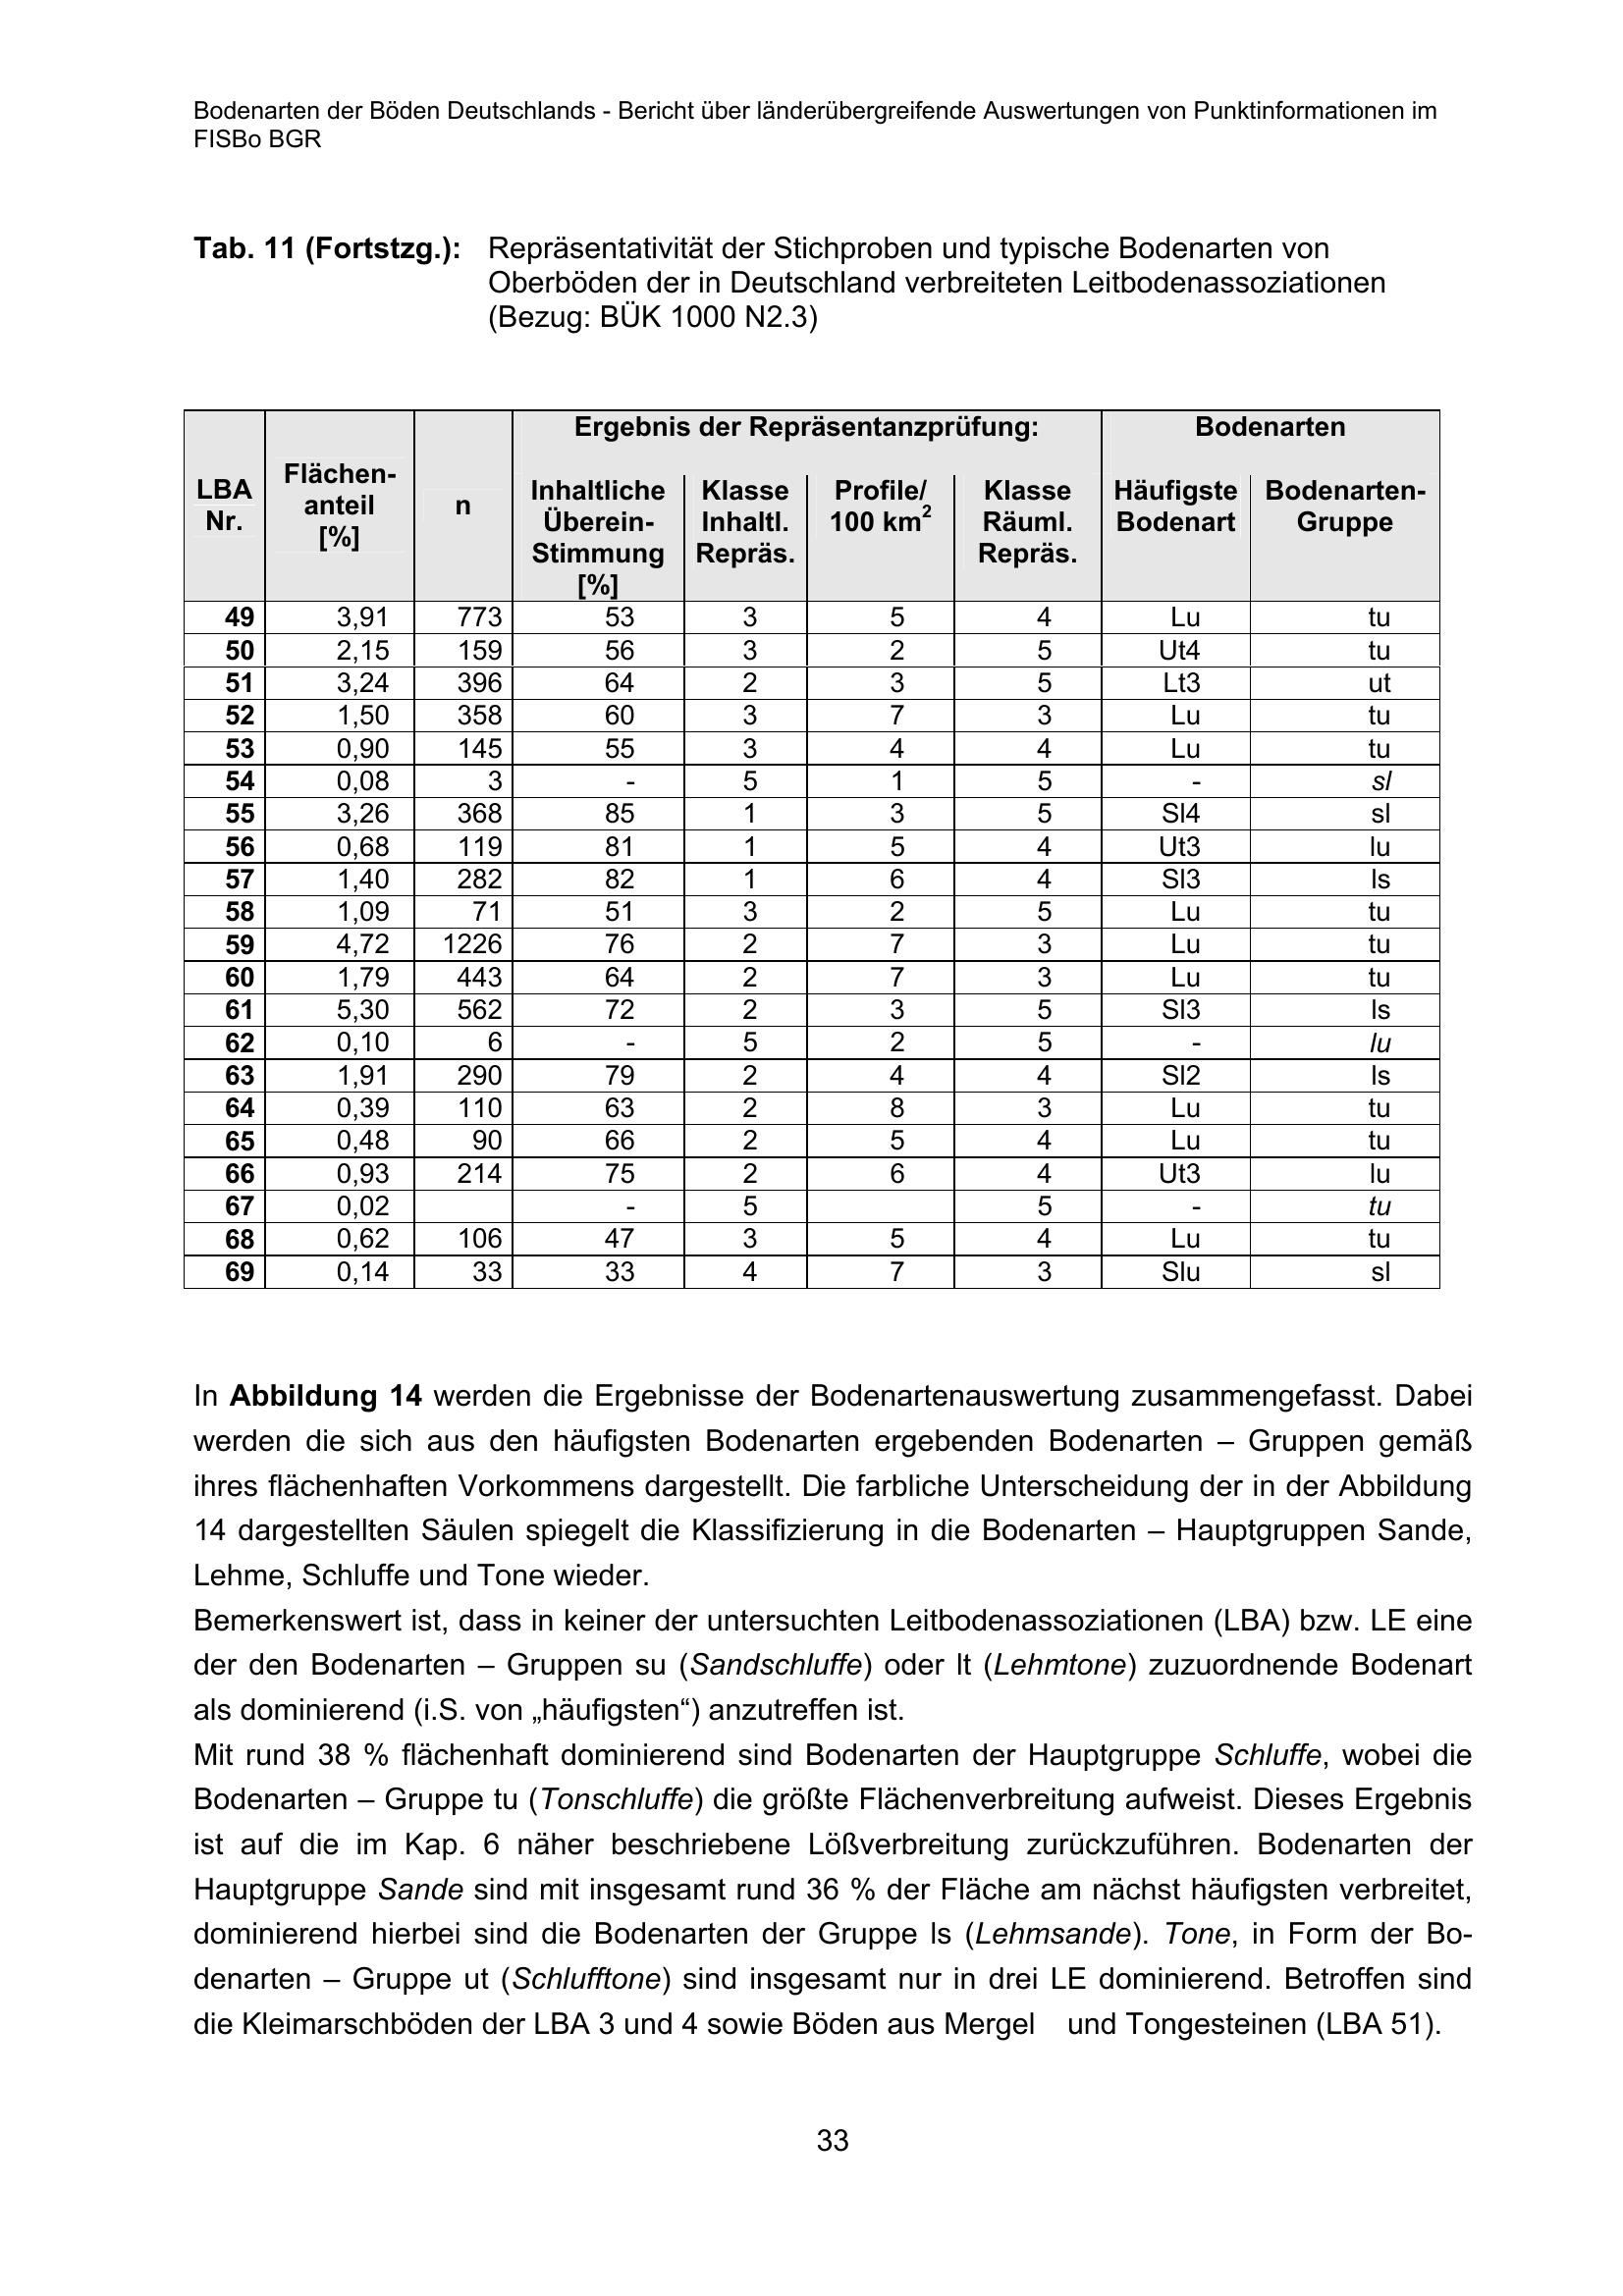 Bodenarten der Böden Deutschlands - Bericht über länderübergreifende Auswertungen von Punktinformationen im
FISBo BGR
Tab. 11 (Fortstzg.): Repräsentativität der Stichproben und typische Bodenarten von
Oberböden der in Deutschland verbreiteten Leitbodenassoziationen
(Bezug: BÜK 1000 N2.3)
Ergebnis der Repräsentanzprüfung: Bodenarten
LBA Nr. Flächen-anteil [%] n Inhaltliche Überein-Stimmung [%] Klasse Inhaltl. Repräs. Profile/ 100 km² Klasse Räuml. Repräs. Häufigste Bodenart Bodenarten-Gruppe
49 3,91 773 53 3 5 4 Lu tu
50 2,15 159 56 3 2 5 Ut4 tu
51 3,24 396 64 2 3 5 Lt3 ut
52 1,50 358 60 3 7 3 Lu tu
53 0,90 145 55 3 4 4 Lu tu
54 0,08 3 - 5 1 5 - sl
55 3,26 368 85 1 3 5 Sl4 sl
56 0,68 119 81 1 5 4 Ut3 lu
57 1,40 282 82 1 6 4 Sl3 ls
58 1,09 71 51 3 2 5 Lu tu
59 4,72 1226 76 2 7 3 Lu tu
60 1,79 443 64 2 7 3 Lu tu
61 5,30 562 72 2 3 5 Sl3 ls
62 0,10 6 - 5 2 5 - lu
63 1,91 290 79 2 4 4 Sl2 ls
64 0,39 110 63 2 8 3 Lu tu
65 0,48 90 66 2 5 4 Lu tu
66 0,93 214 75 2 6 4 Ut3 lu
67 0,02 - 5 5 - tu
68 0,62 106 47 3 5 4 Lu tu
69 0,14 33 33 4 7 3 Slu sl
In Abbildung 14 werden die Ergebnisse der Bodenartenauswertung zusammengefasst. Dabei
werden die sich aus den häufigsten Bodenarten ergebenden Bodenarten – Gruppen gemäß
ihres flächenhaften Vorkommens dargestellt. Die farbliche Unterscheidung der in der Abbildung
14 dargestellten Säulen spiegelt die Klassifizierung in die Bodenarten – Hauptgruppen Sande,
Lehme, Schluffe und Tone wieder.
Bemerkenswert ist, dass in keiner der untersuchten Leitbodenassoziationen (LBA) bzw. LE eine
der den Bodenarten – Gruppen su (Sandschluffe) oder lt (Lehmtone) zuzuordnende Bodenart
als dominierend (i.S. von „häufigsten“) anzutreffen ist.
Mit rund 38 % flächenhaft dominierend sind Bodenarten der Hauptgruppe Schluffe, wobei die
Bodenarten – Gruppe tu (Tonschluffe) die größte Flächenverbreitung aufweist. Dieses Ergebnis
ist auf die im Kap. 6 näher beschriebene Lößverbreitung zurückzuführen. Bodenarten der
Hauptgruppe Sande sind mit insgesamt rund 36 % der Fläche am nächst häufigsten verbreitet,
dominierend hierbei sind die Bodenarten der Gruppe ls (Lehmsande). Tone, in Form der Bo-
denarten – Gruppe ut (Schlufftone) sind insgesamt nur in drei LE dominierend. Betroffen sind
die Kleimarschböden der LBA 3 und 4 sowie Böden aus Mergel und Tongesteinen (LBA 51).
33